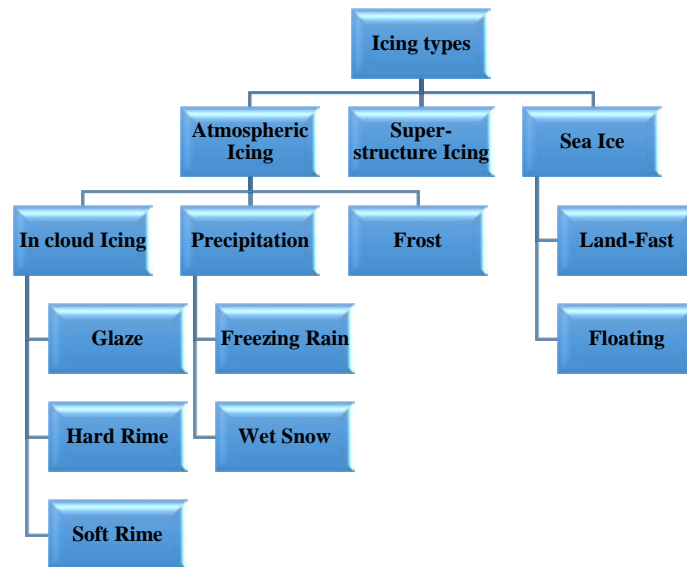 Icing types
Atmospheric
Icing
Super-
structure Icing
Sea Ice
In cloud Icing
Precipitation
Frost
Land-Fast
Glaze
Freezing Rain
Floating
Hard Rime
Wet Snow
Soft Rime